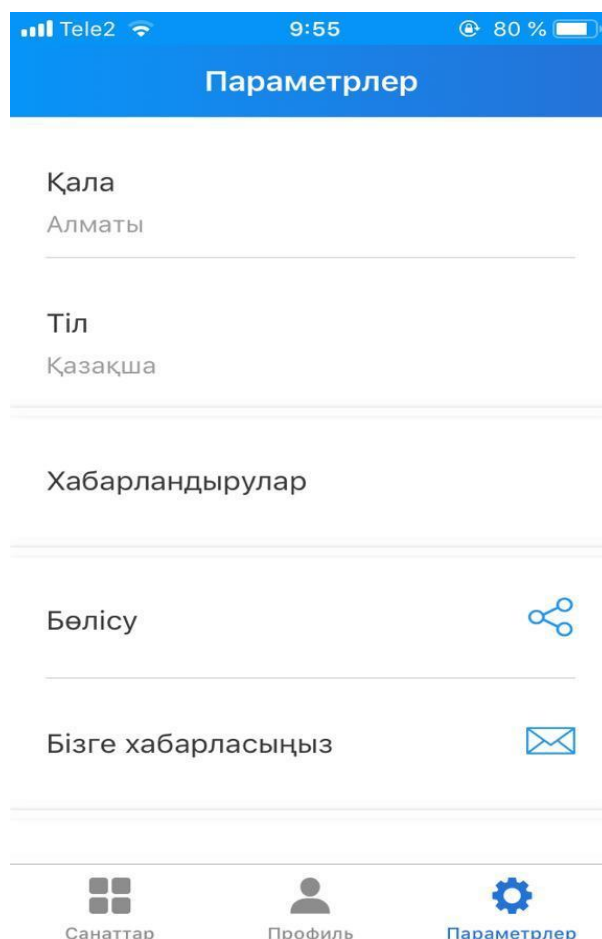 Tele2 9:55 80 %
Параметрлер
Қала
Алматы
Тіл
Қазақша
Хабарландырулар
Бөлісу
Бізге хабарласыңыз
Санаттар Профиль Параметрлер